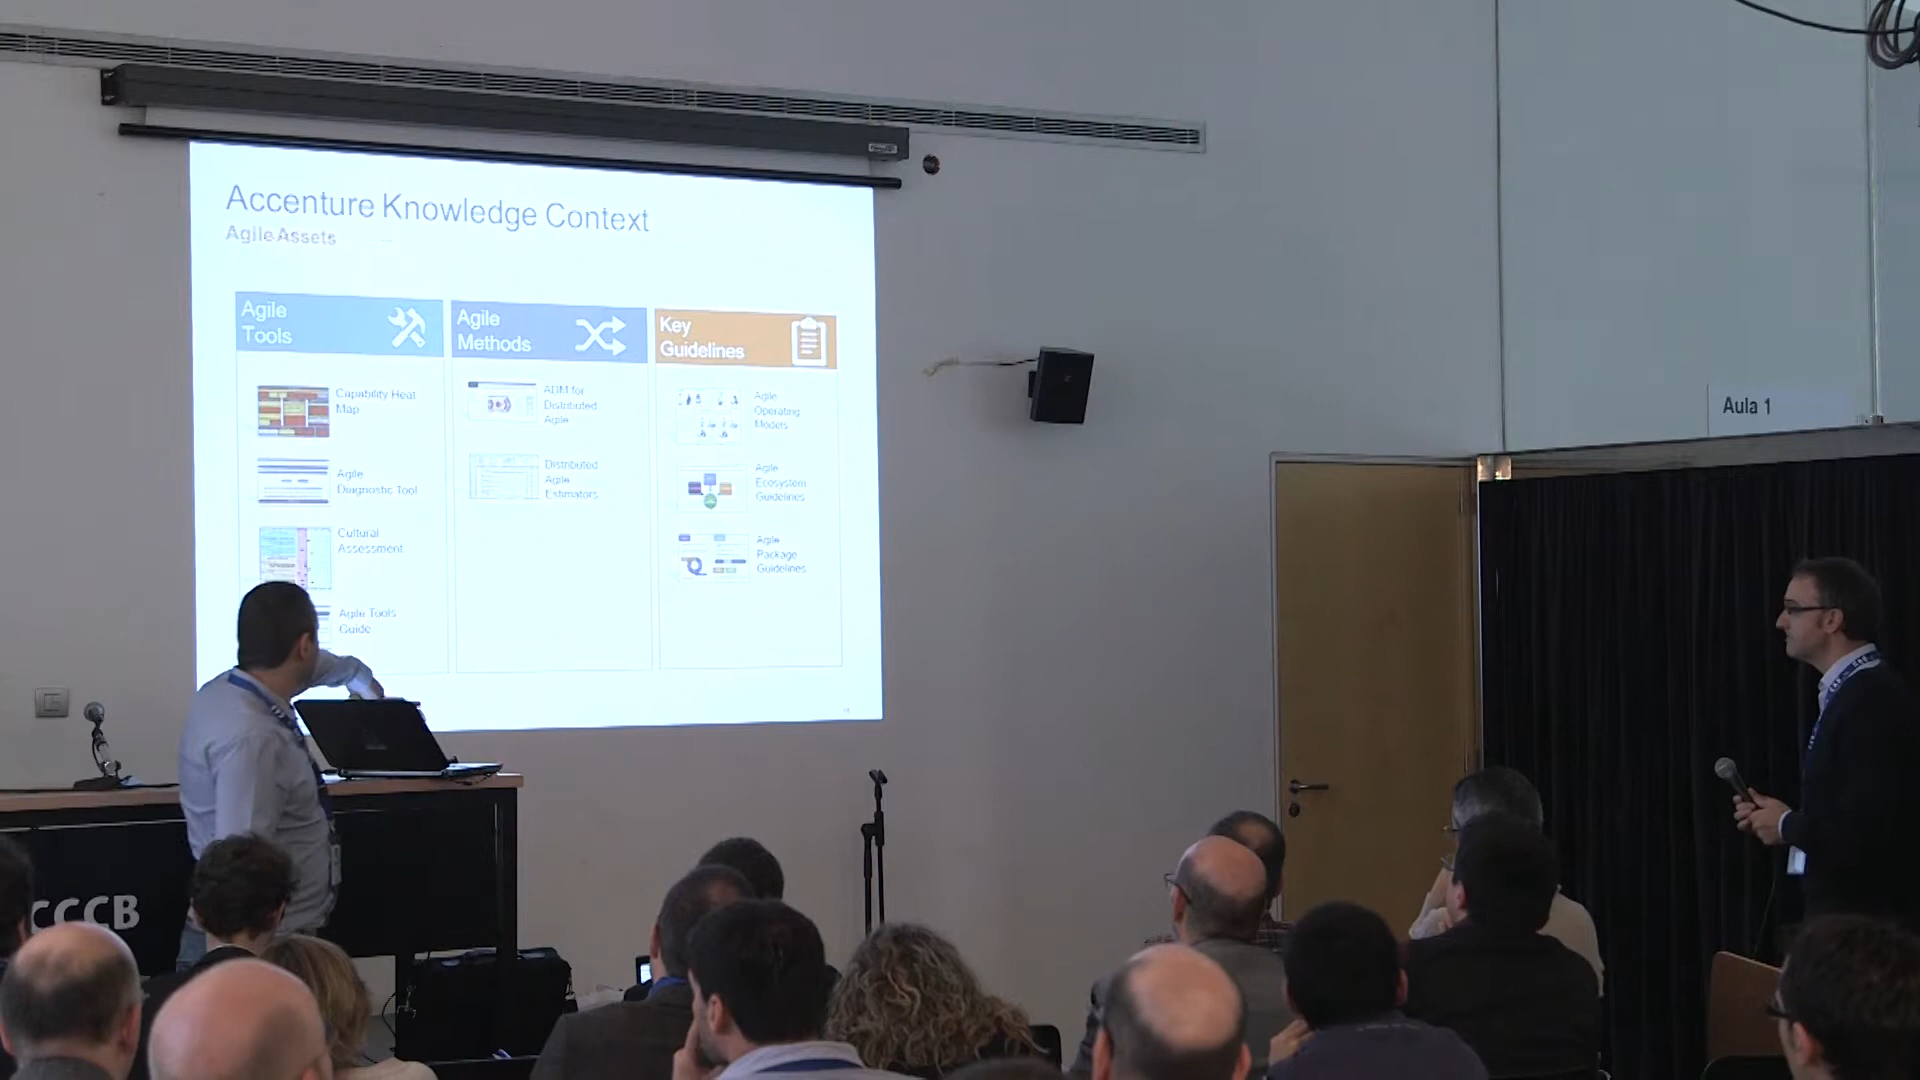 Accenture Knowledge Context
Agile Assets
Agile
Tools
Capability Heat
Map
Agile
Diagnostic Tool
Cultural
Assessment
Agile Tools
Guide
Agile
Methods
ADM for
Distributed
Agile
Distributed
Agile
Estimators
Key
Guidelines
Agile
Operating
Models
Agile
Ecosystem
Guidelines
Agile
Package
Guidelines
Aula 1
CCCB